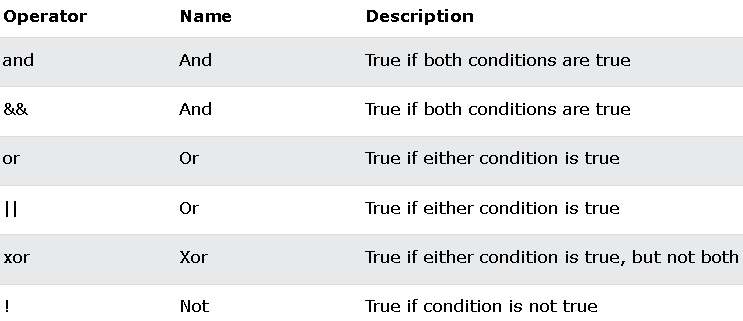 Operator Name Description
and And True if both conditions are true
&& And True if both conditions are true
or Or True if either condition is true
|| Or True if either condition is true
xor Xor True if either condition is true, but not both
! Not True if condition is not true